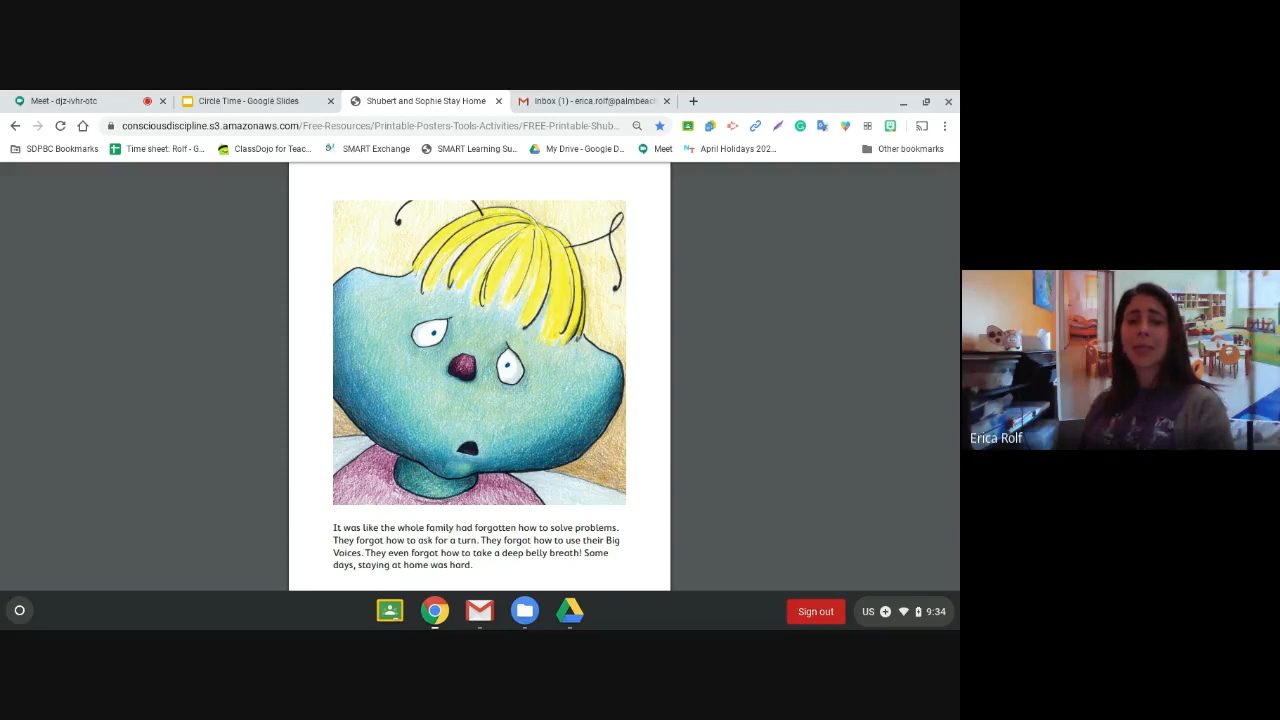 Meet - djz-ivhr-otc
Circle Time - Google Slides
Shubert and Sophie Stay Home
Inbox (1) - erica.rolf@palmbeach
consciousdiscipline.s3.amazonaws.com/Free-Resources/Printable-Posters-Tools-Activities/FREE-Printable-Shub...
SDPBC Bookmarks
Time sheet: Rolf - G...
ClassDojo for Teac...
SMART Exchange
SMART Learning Su...
My Drive - Google D...
Meet
April Holidays 202...
Other bookmarks
It was like the whole family had forgotten how to solve problems.
They forgot how to ask for a turn. They forgot how to use their Big
Voices. They even forgot how to take a deep belly breath! Some
days, staying at home was hard.
Erica Rolf
Sign out
US
9:34